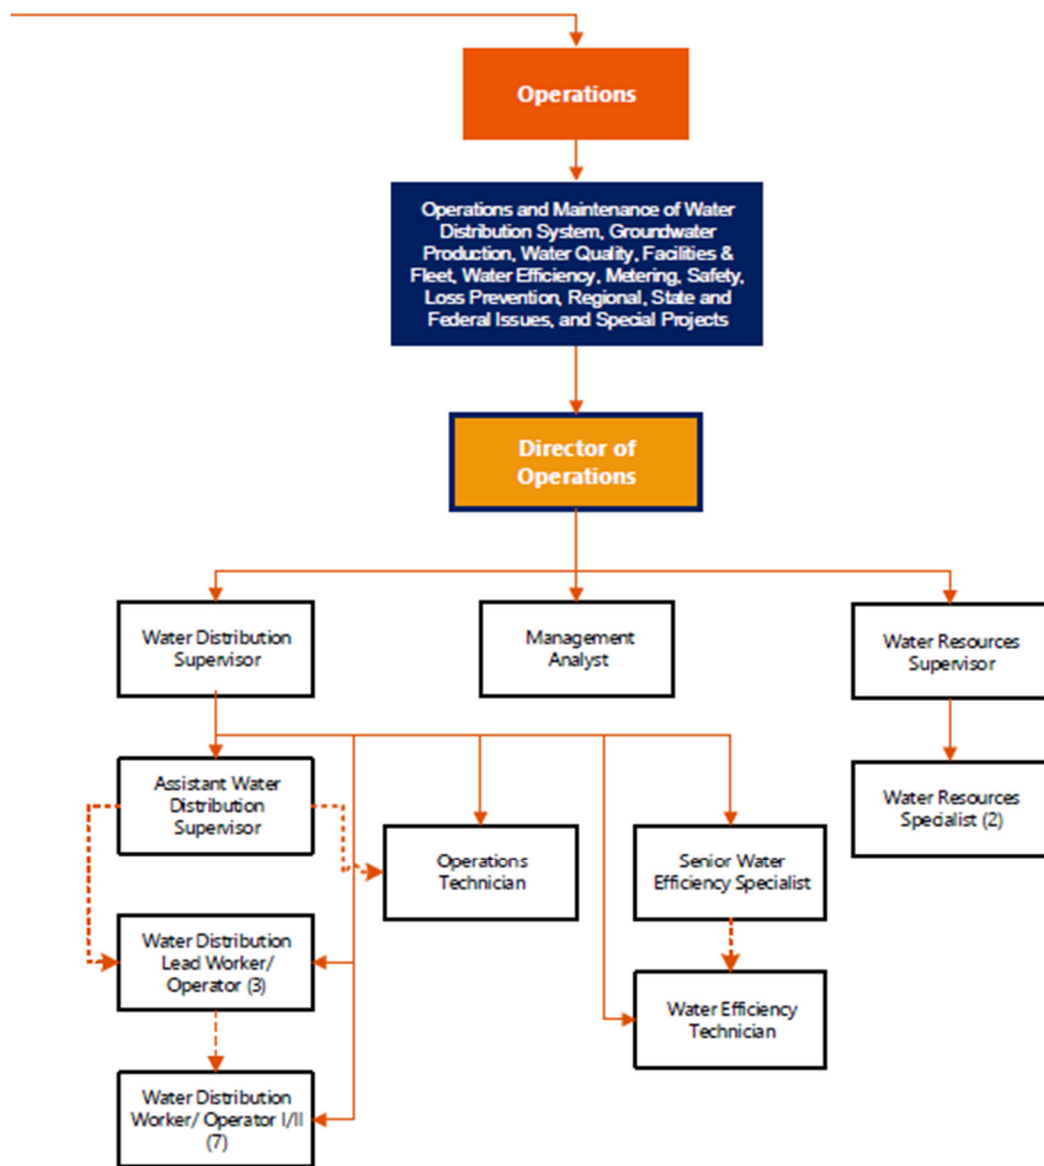 Operations
Operations and Maintenance of Water
Distribution System, Groundwater
Production, Water Quality, Facilities &
Fleet, Water Efficiency, Metering, Safety,
Loss Prevention, Regional, State and
Federal Issues, and Special Projects
Director of
Operations
Water Distribution
Supervisor
Management
Analyst
Water Resources
Supervisor
Assistant Water
Distribution
Supervisor
Water Resources
Specialist (2)
Operations
Technician
Senior Water
Efficiency Specialist
Water Distribution
Lead Worker/
Operator (3)
Water Efficiency
Technician
Water Distribution
Worker/ Operator I/II
(7)